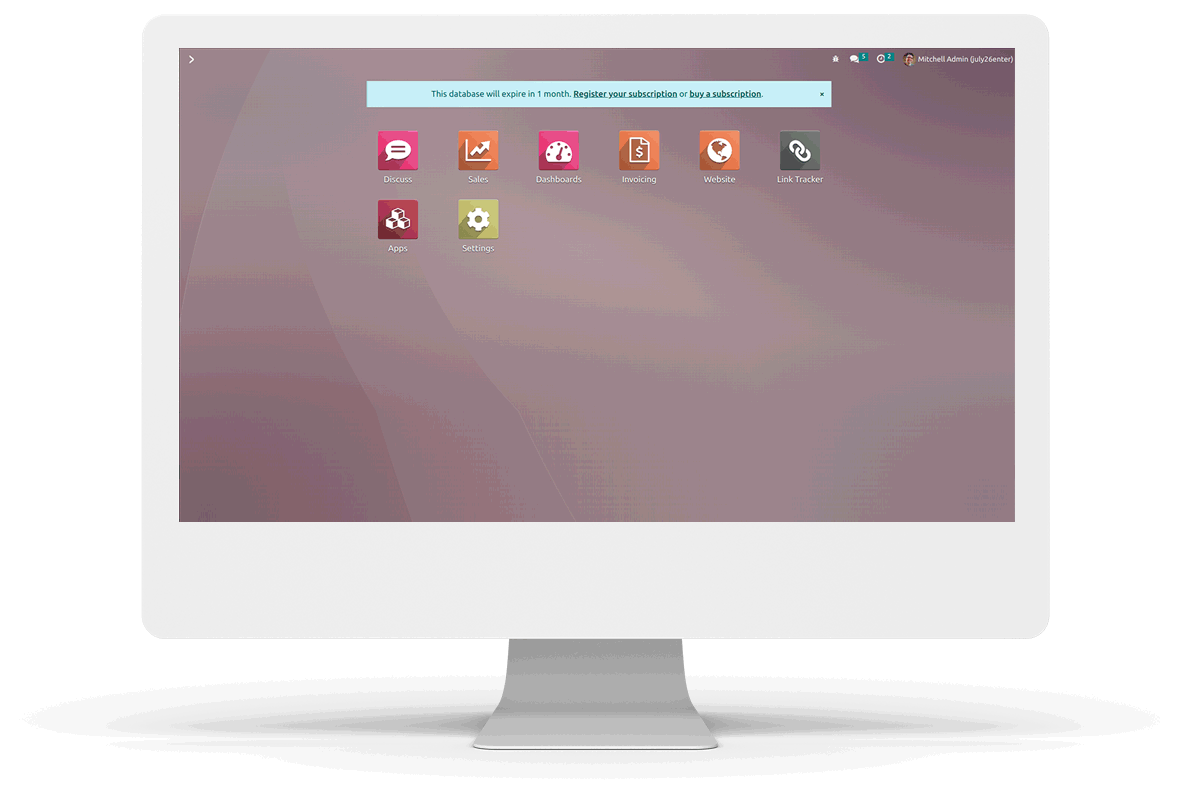 5 2 Mitchell Admin (july26enter)
This database will expire in 1 month. Register your subscription or buy a subscription. ×
Discuss Sales Dashboards Invoicing Website Link Tracker
Apps Settings